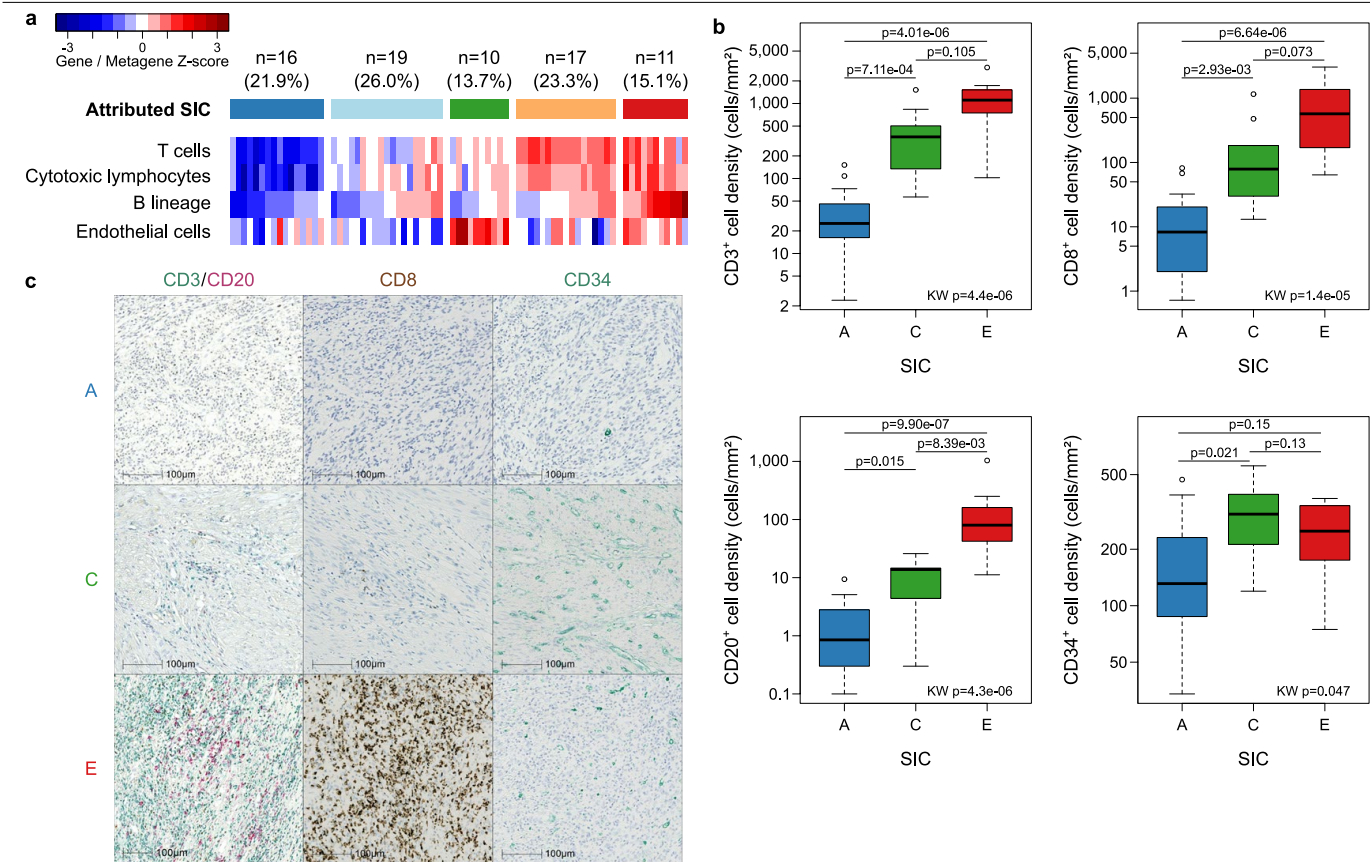 a
-3 0 3
Gene / Metagene Z-score
n=16 n=19 n=10 n=17 n=11
(21.9%) (26.0%) (13.7%) (23.3%) (15.1%)
Attributed SIC
T cells
Cytotoxic lymphocytes
B lineage
Endothelial cells
b
CD3⁺ cell density (cells/mm²)
5,000
2,000
1,000
500
200
100
50
20
10
5
2
p=4.01e-06
p=0.105
p=7.11e-04
KW p=4.4e-06
A C E
SIC
CD8⁺ cell density (cells/mm²)
5,000
1,000
500
100
50
10
5
1
p=6.64e-06
p=0.073
p=2.93e-03
KW p=1.4e-05
A C E
SIC
CD20⁺ cell density (cells/mm²)
1,000
100
10
1
0.1
p=9.90e-07
p=8.39e-03
p=0.015
KW p=4.3e-06
A C E
SIC
CD34⁺ cell density (cells/mm²)
500
200
100
50
p=0.15
p=0.13
p=0.021
KW p=0.047
A C E
SIC
c
CD3/CD20 CD8 CD34
A
100µm 100µm 100µm
C
100µm 100µm 100µm
E
100µm 100µm 100µm